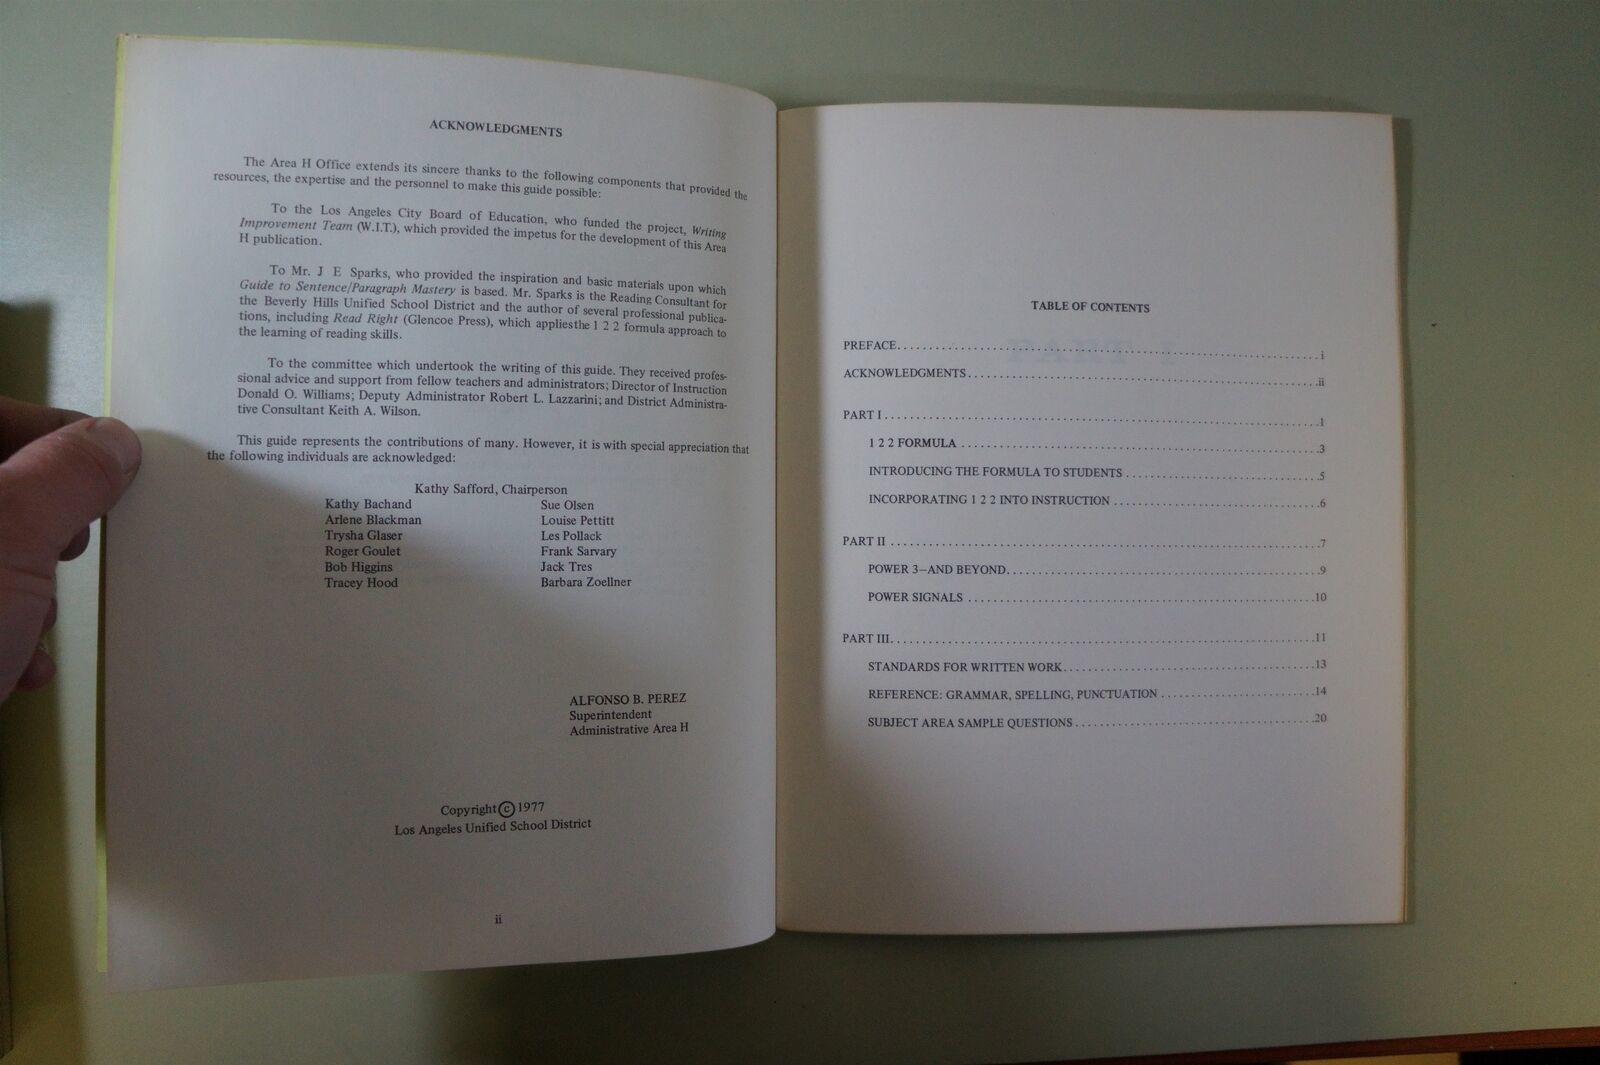 ACKNOWLEDGMENTS
The Area H Office extends its sincere thanks to the following components that provided the
resources, the expertise and the personnel to make this guide possible:
To the Los Angeles City Board of Education, who funded the project, Writing
Improvement Team (W.I.T.), which provided the impetus for the development of this Area
H publication.
To Mr. J E Sparks, who provided the inspiration and basic materials upon which
Guide to Sentence/Paragraph Mastery is based. Mr. Sparks is the Reading Consultant for
the Beverly Hills Unified School District and the author of several professional publica-
tions, including Read Right (Glencoe Press), which appliesthe 1 2 2 formula approach to
the learning of reading skills.
To the committee which undertook the writing of this guide. They received profes-
sional advice and support from fellow teachers and administrators; Director of Instruction
Donald O. Williams; Deputy Administrator Robert L. Lazzarini; and District Administra-
tive Consultant Keith A. Wilson.
This guide represents the contributions of many. However, it is with special appreciation that
the following individuals are acknowledged:
Kathy Safford, Chairperson
Kathy Bachand Sue Olsen
Arlene Blackman Louise Pettitt
Trysha Glaser Les Pollack
Roger Goulet Frank Sarvary
Bob Higgins Jack Tres
Tracey Hood Barbara Zoellner
ALFONSO B. PEREZ
Superintendent
Administrative Area H
Copyright © 1977
Los Angeles Unified School District
ii
TABLE OF CONTENTS
PREFACE. . . . . i
ACKNOWLEDGMENTS . . . . . ii
PART I . . . . . 1
1 2 2 FORMULA . . . . . 3
INTRODUCING THE FORMULA TO STUDENTS . . . . . 5
INCORPORATING 1 2 2 INTO INSTRUCTION . . . . . 6
PART II . . . . . 7
POWER 3—AND BEYOND. . . . . 9
POWER SIGNALS . . . . . 10
PART III. . . . . 11
STANDARDS FOR WRITTEN WORK. . . . . 13
REFERENCE: GRAMMAR, SPELLING, PUNCTUATION . . . . . 14
SUBJECT AREA SAMPLE QUESTIONS . . . . . 20